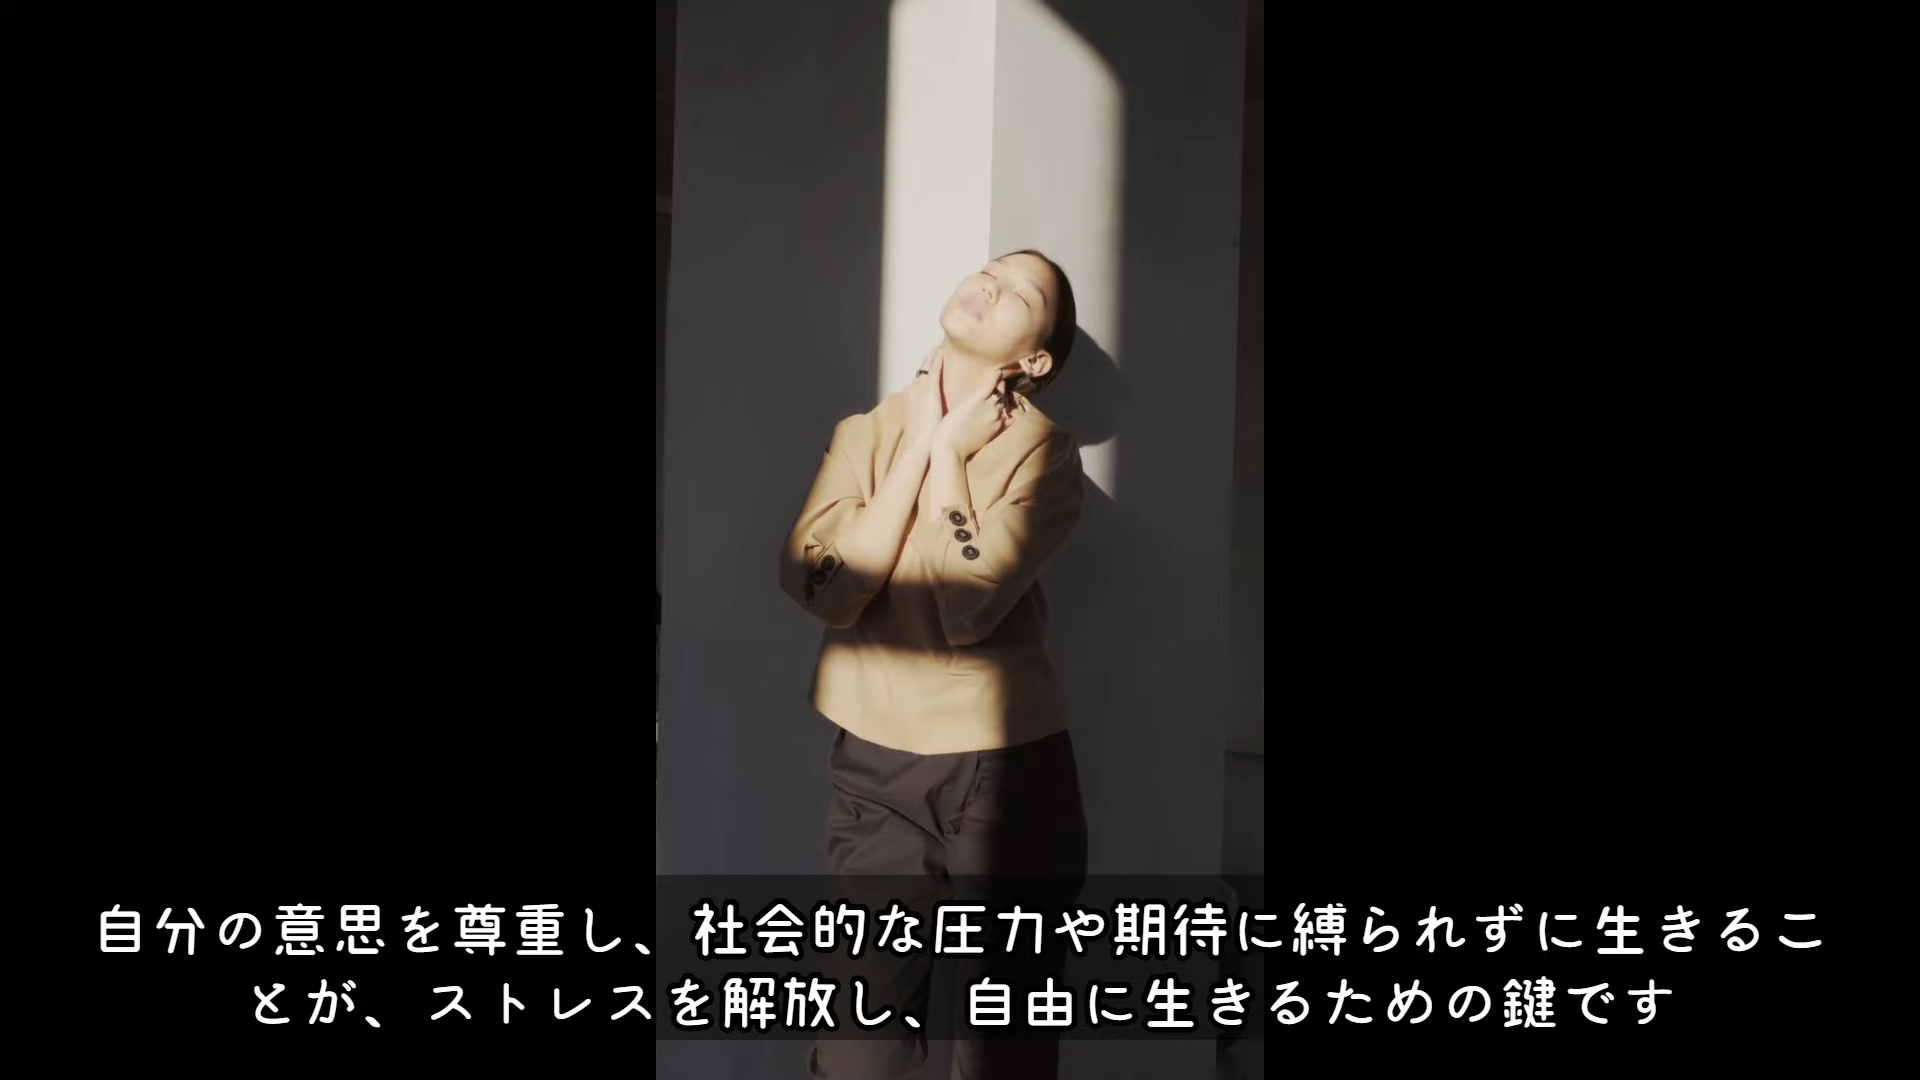 自分の意思を尊重し、社会的な圧力や期待に縛られずに生きるこ
とが、ストレスを解放し、自由に生きるための鍵です